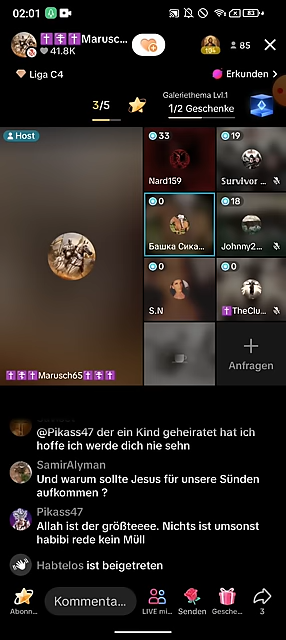 02:01
83
✝️✝️✝️Marusc...
41.8K
104
85
Liga C4
Erkunden
3/5
Galeriethema Lvl.1
1/2 Geschenke
Host
33
Nard159
19
Survivor ...
0
Башка Сика...
18
Johnny2...
0
S.N
0
✝️TheClu...
✝️✝️✝️Marusch65✝️✝️✝️
Anfragen
@Pikass47 der ein Kind geheiratet hat ich
hoffe ich werde dich nie sehn
SamirAlyman
Und warum sollte Jesus für unsere Sünden
aufkommen ?
Pikass47
Allah ist der größteeee. Nichts ist umsonst
habibi rede kein Müll
Habtelos ist beigetreten
Abonn...
Kommenta...
LIVE mi...
Senden
Gesche...
3